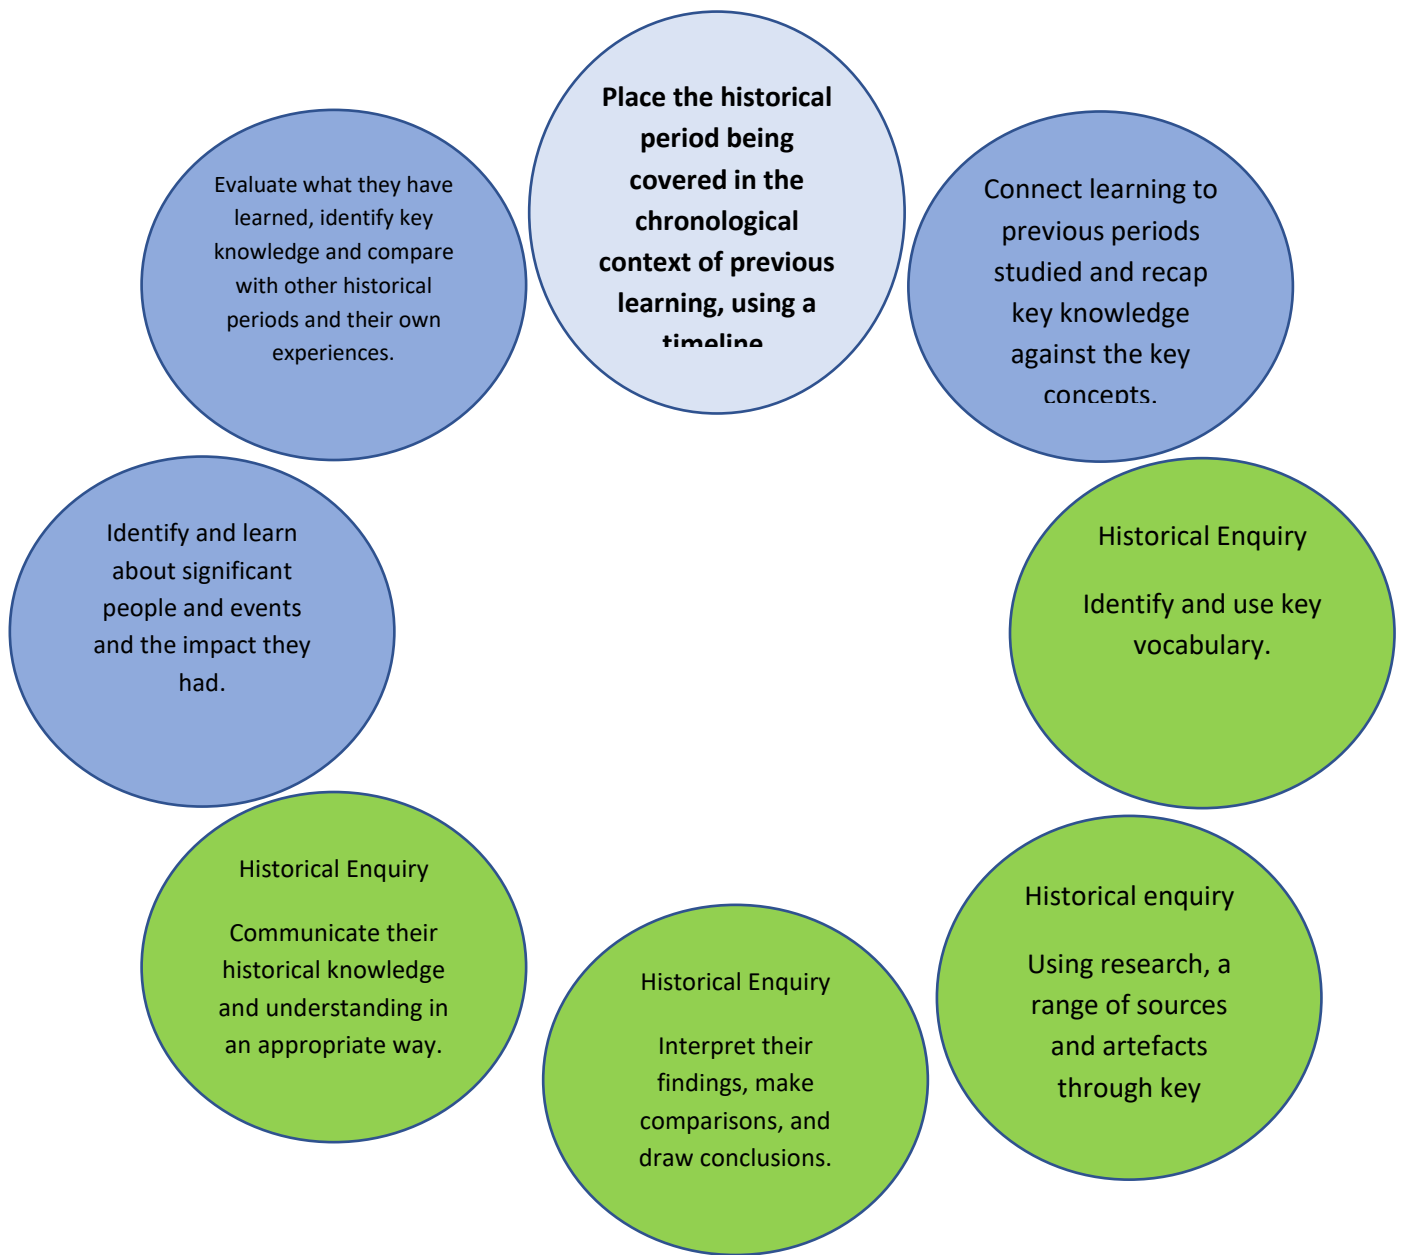 Place the historical
period being
covered in the
chronological
context of previous
learning, using a
timeline
Connect learning to
previous periods
studied and recap
key knowledge
against the key
concepts.
Historical Enquiry
Identify and use key
vocabulary.
Historical enquiry
Using research, a
range of sources
and artefacts
through key
Historical Enquiry
Interpret their
findings, make
comparisons, and
draw conclusions.
Historical Enquiry
Communicate their
historical knowledge
and understanding in
an appropriate way.
Identify and learn
about significant
people and events
and the impact they
had.
Evaluate what they have
learned, identify key
knowledge and compare
with other historical
periods and their own
experiences.